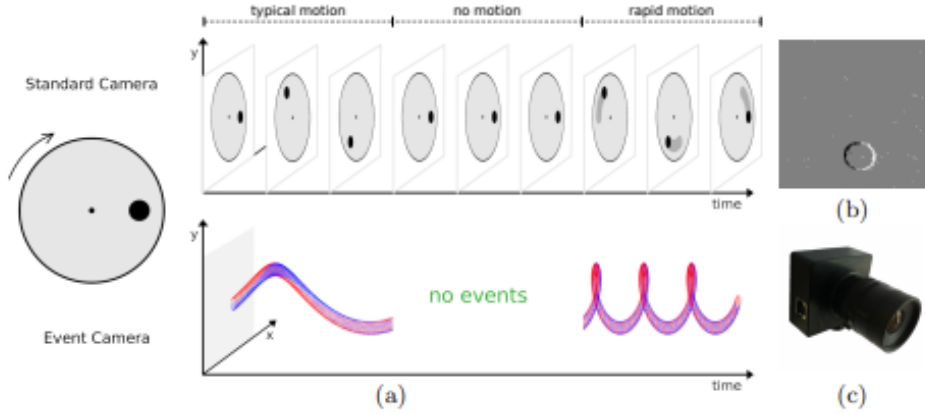 typical motion
no motion
rapid motion
y
Standard Camera
time
(b)
y
no events
x
Event Camera
time
(a)
(c)